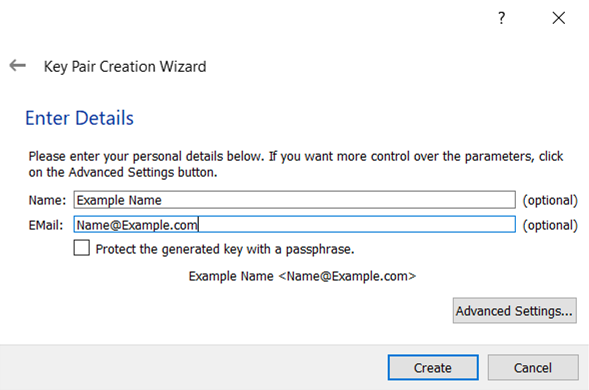 ?
Key Pair Creation Wizard
Enter Details
Please enter your personal details below. If you want more control over the parameters, click
on the Advanced Settings button.
Name: Example Name (optional)
EMail: Name@Example.com (optional)
Protect the generated key with a passphrase.
Example Name <Name@Example.com>
Advanced Settings...
Create Cancel